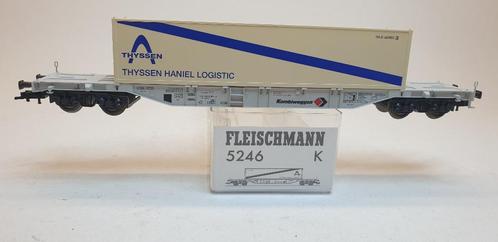 THYSSEN
THYSSEN HANIEL LOGISTIC
Kombiwaggon
FLEISCHMANN
5246 K